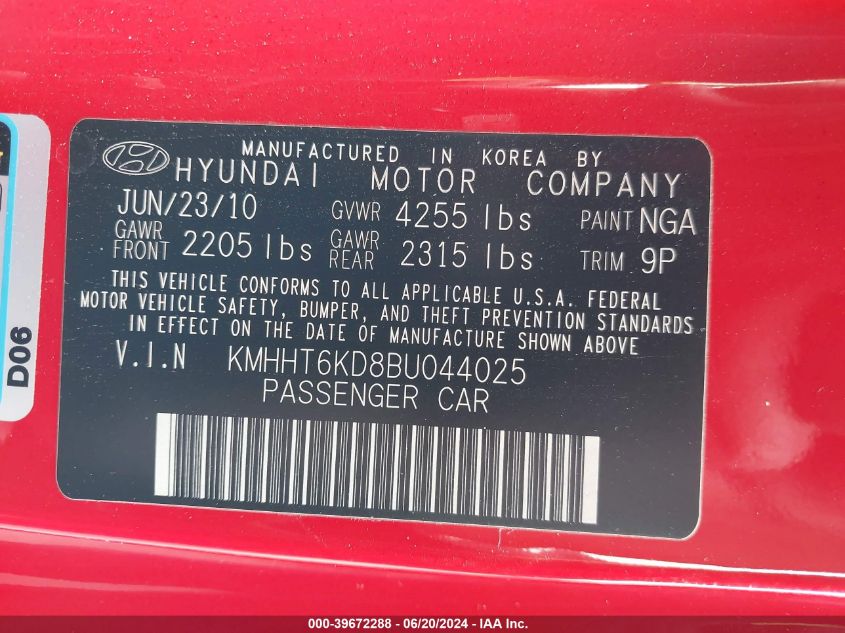 MANUFACTURED IN KOREA BY
HYUNDAI MOTOR COMPANY
JUN/23/10 GVWR 4255 lbs PAINT NGA
GAWR FRONT 2205 lbs GAWR REAR 2315 lbs TRIM 9P
THIS VEHICLE CONFORMS TO ALL APPLICABLE U.S.A. FEDERAL
MOTOR VEHICLE SAFETY, BUMPER, AND THEFT PREVENTION STANDARDS
IN EFFECT ON THE DATE OF MANUFACTURE SHOWN ABOVE
V.I.N KMHHT6KD8BU044025
PASSENGER CAR
D06
000-39672288 - 06/20/2024 - IAA Inc.